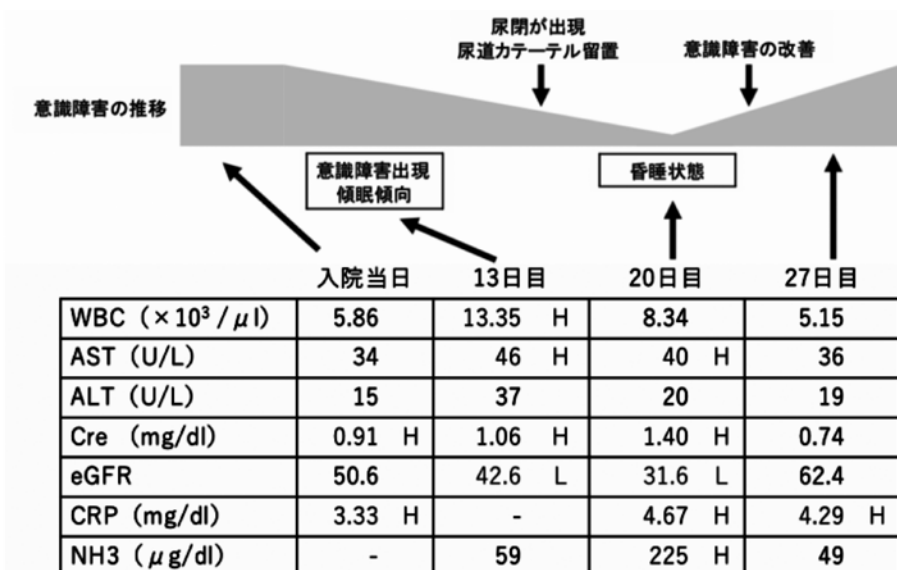 尿閉が出現
尿道カテーテル留置
意識障害の改善
意識障害の推移
意識障害出現
傾眠傾向
昏睡状態
入院当日 13日目 20日目 27日目
WBC（×10³/μl） 5.86 13.35 H 8.34 5.15
AST（U/L） 34 46 H 40 H 36
ALT（U/L） 15 37 20 19
Cre （mg/dl） 0.91 H 1.06 H 1.40 H 0.74
eGFR 50.6 42.6 L 31.6 L 62.4
CRP（mg/dl） 3.33 H - 4.67 H 4.29 H
NH3（μg/dl） - 59 225 H 49